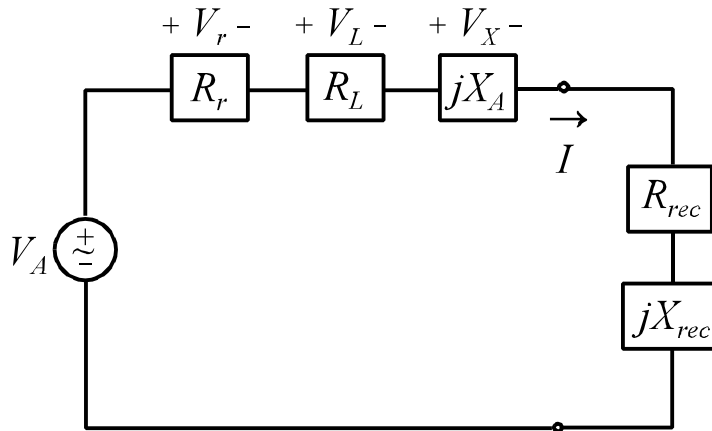 + V_r − + V_L − + V_X −
R_r R_L jX_A
I
R_rec
V_A + ~ −
jX_rec